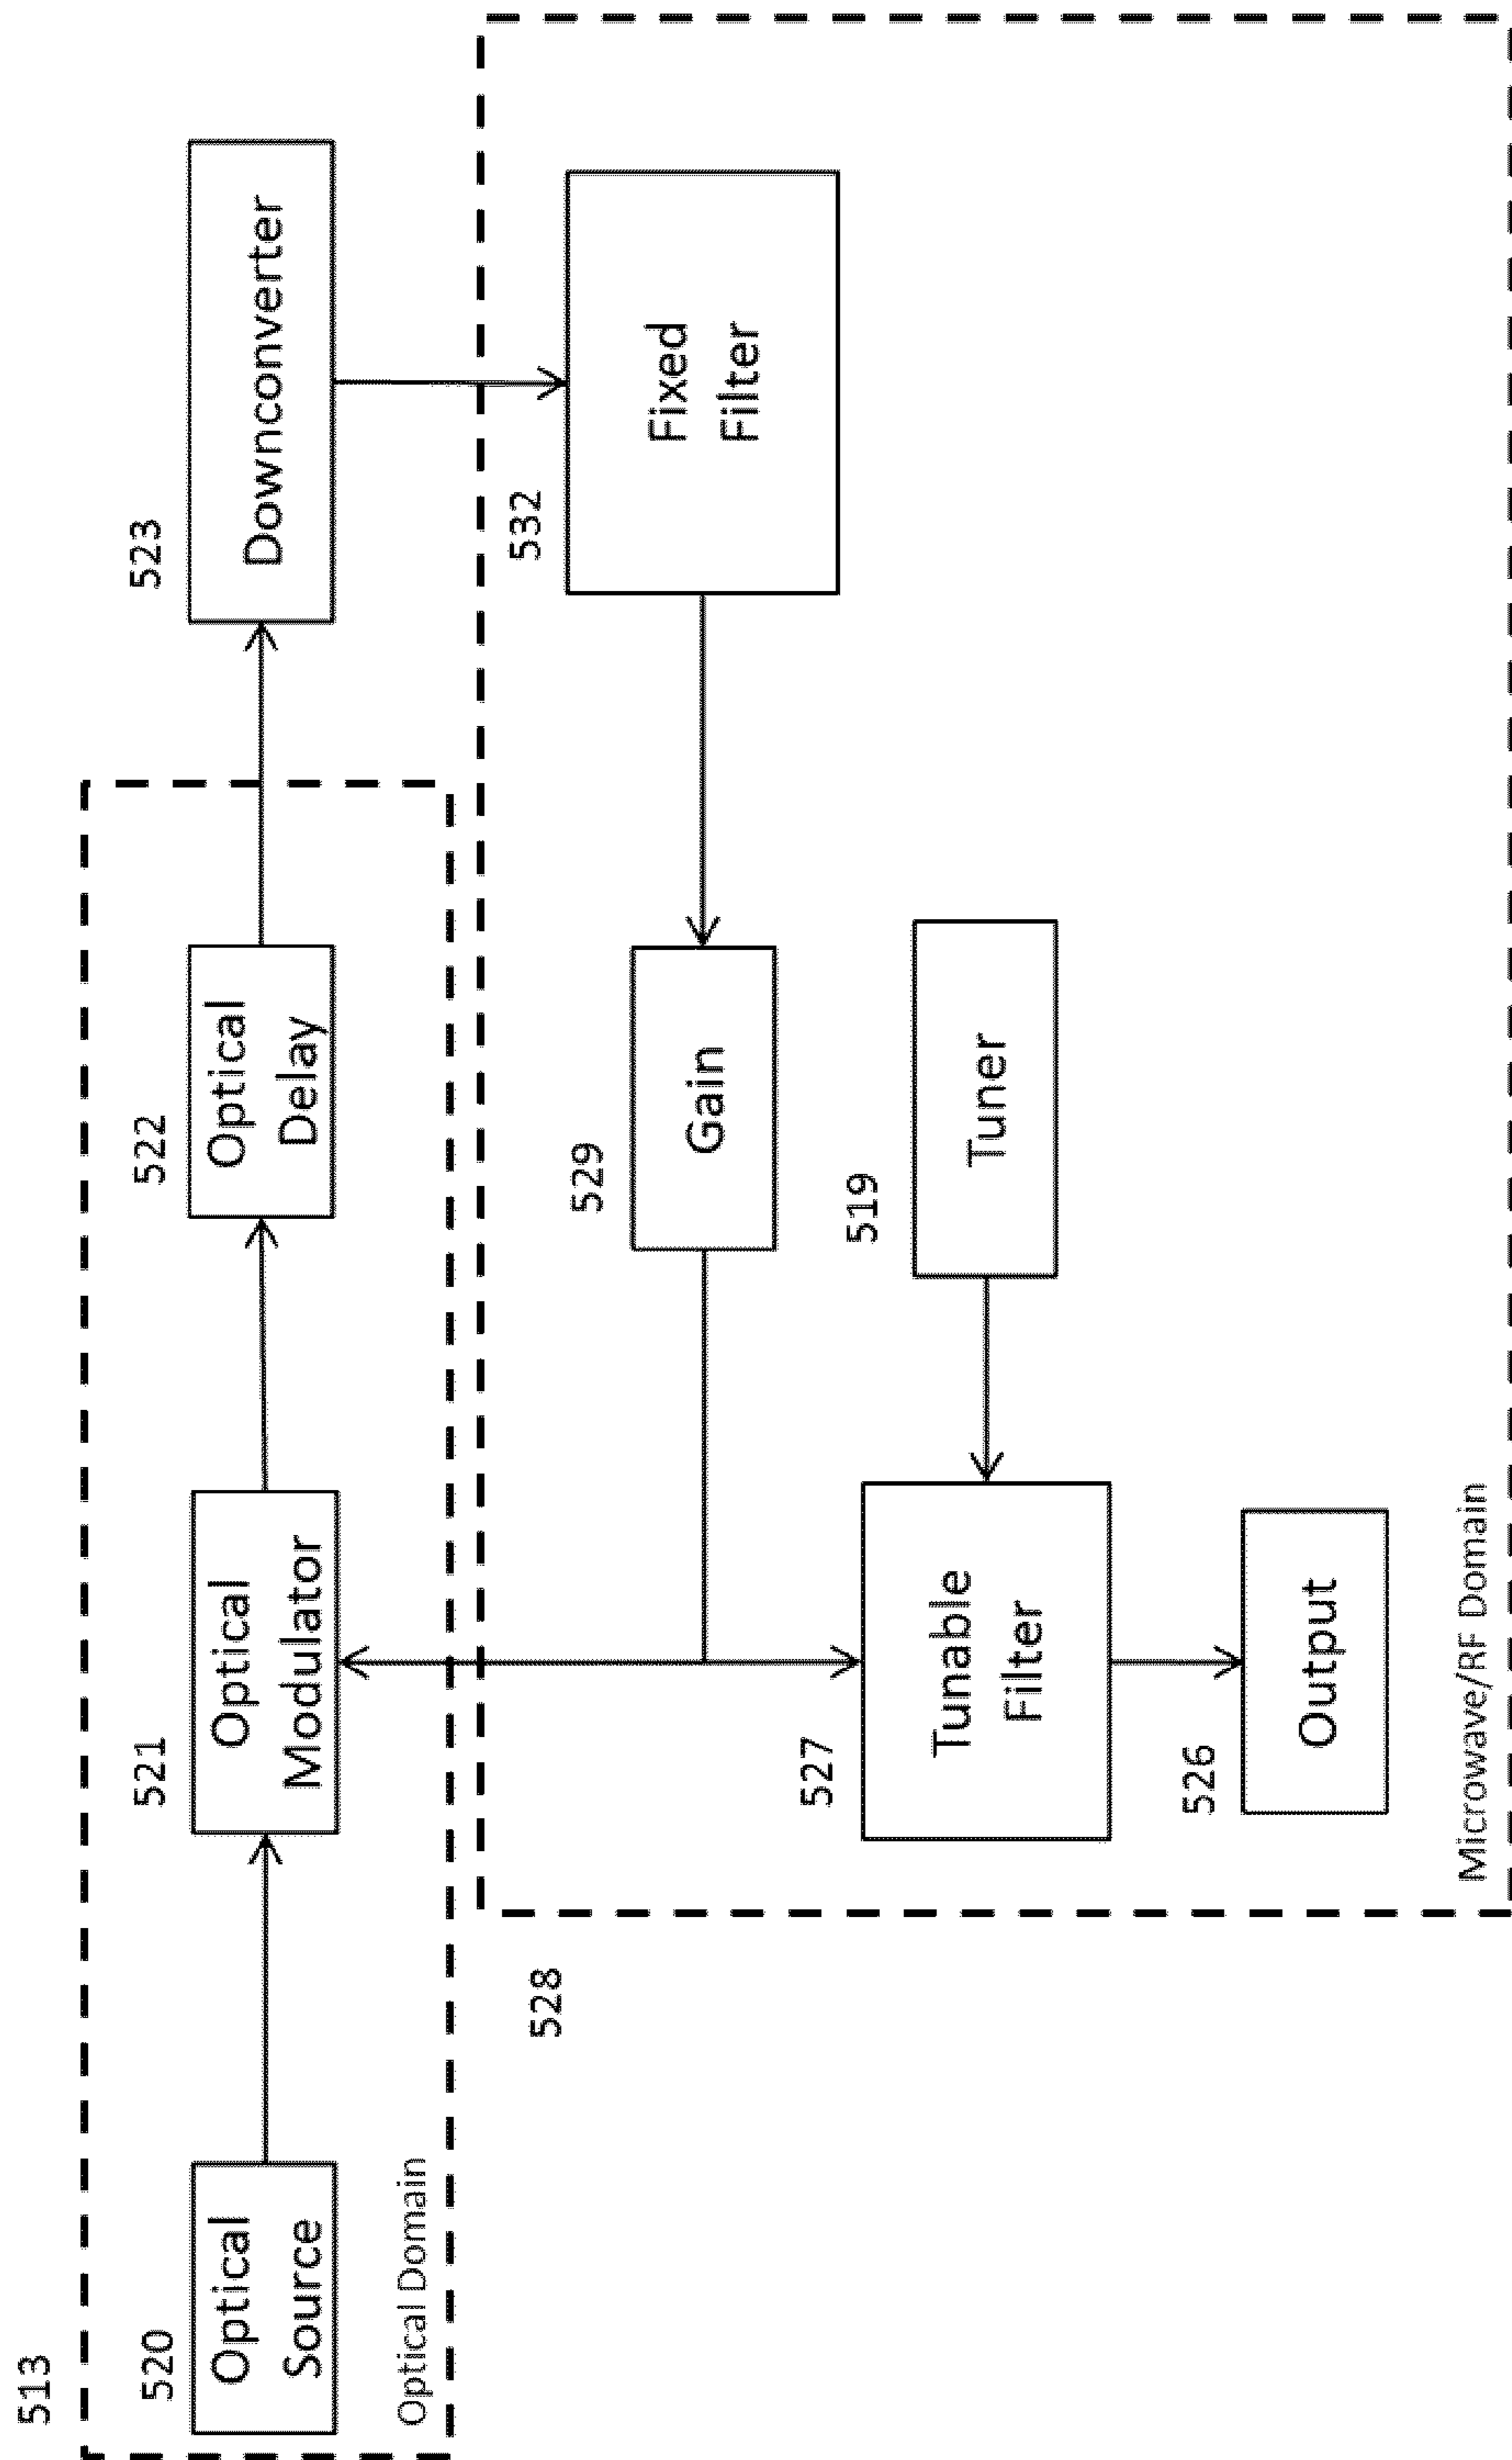 513
520
Optical
Source
521
Optical
Modulator
522
Optical
Delay
523
Downconverter
Optical Domain
528
532
Fixed
Filter
529
Gain
519
Tuner
527
Tunable
Filter
526
Output
Microwave/RF Domain